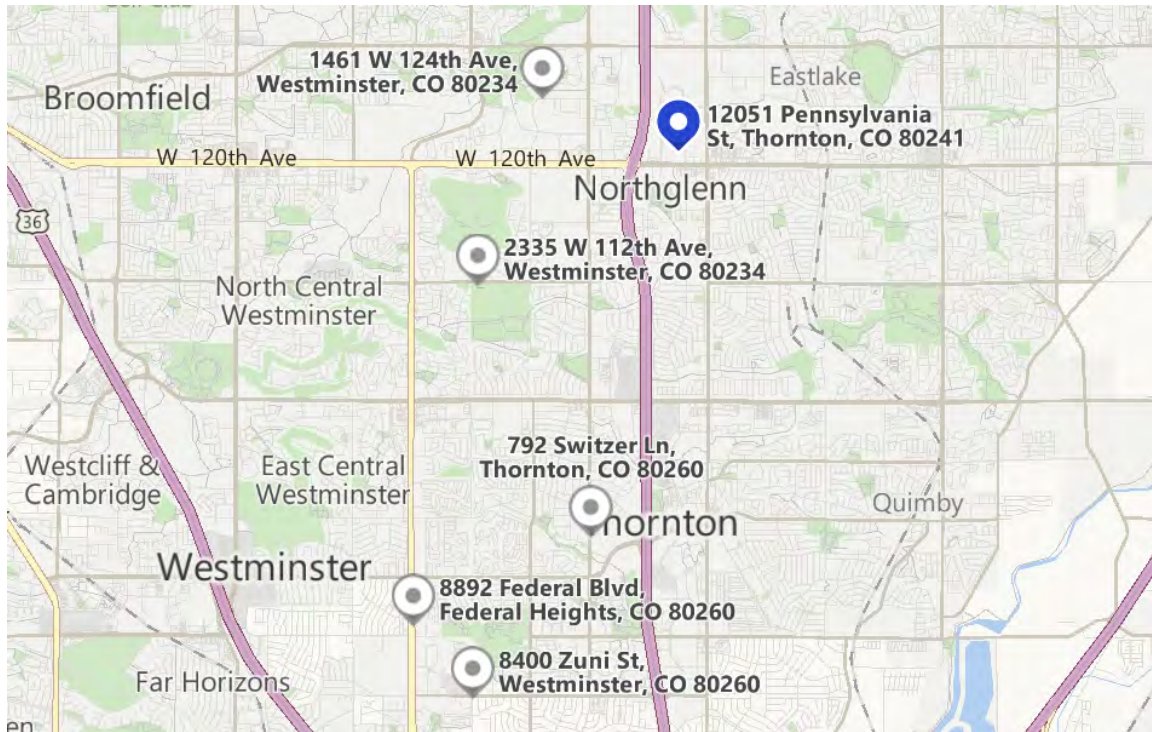 1461 W 124th Ave,
Westminster, CO 80234
Eastlake
Broomfield
12051 Pennsylvania
St, Thornton, CO 80241
W 120th Ave
W 120th Ave
Northglenn
36
2335 W 112th Ave,
Westminster, CO 80234
North Central
Westminster
792 Switzer Ln,
Thornton, CO 80260
Westcliff &
Cambridge
East Central
Westminster
Quimby
hornton
Westminster
8892 Federal Blvd,
Federal Heights, CO 80260
8400 Zuni St,
Westminster, CO 80260
Far Horizons
en